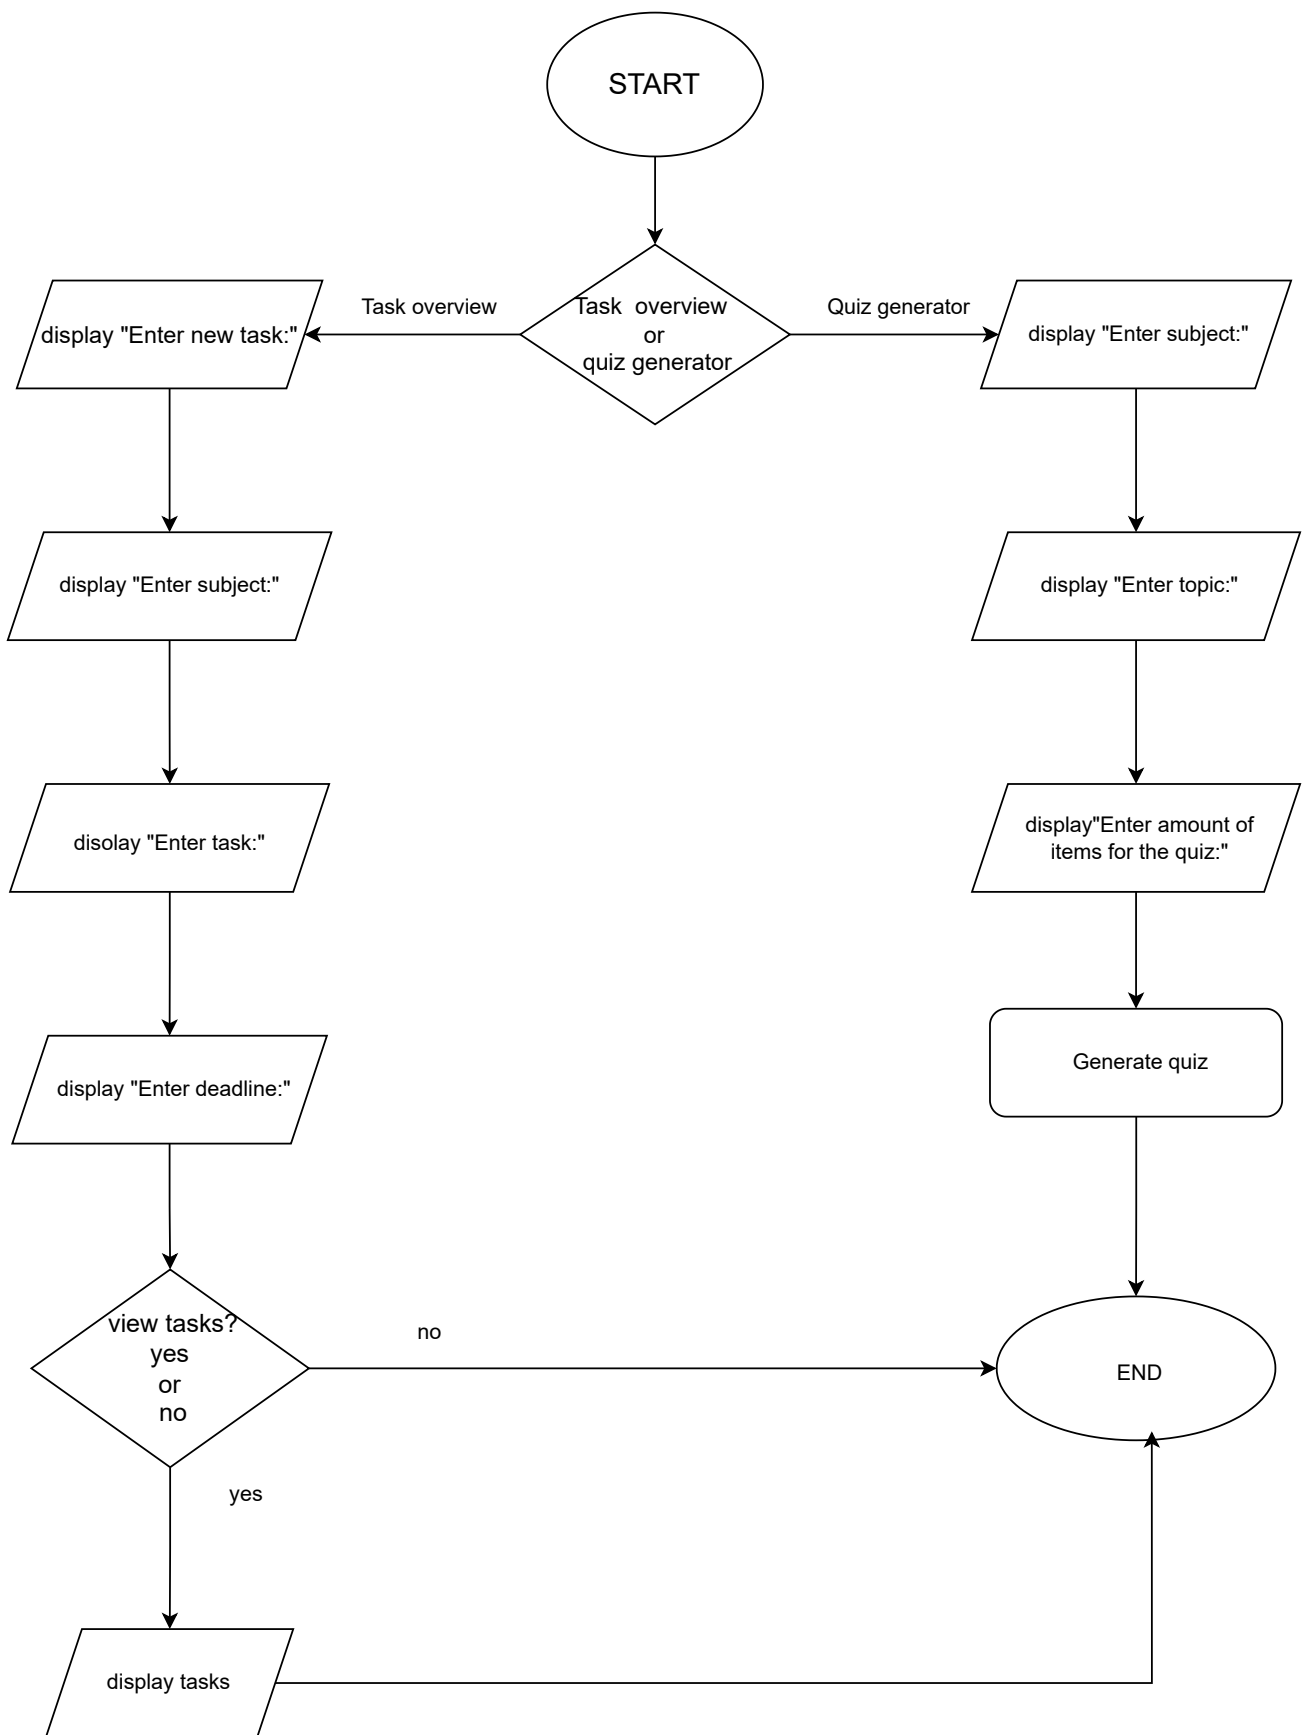 START
Task overview
Task  overview
or
quiz generator
Quiz generator
display "Enter new task:"
display "Enter subject:"
display "Enter subject:"
display "Enter topic:"
disolay "Enter task:"
display"Enter amount of
items for the quiz:"
display "Enter deadline:"
Generate quiz
view tasks?
yes
or
no
no
END
yes
display tasks